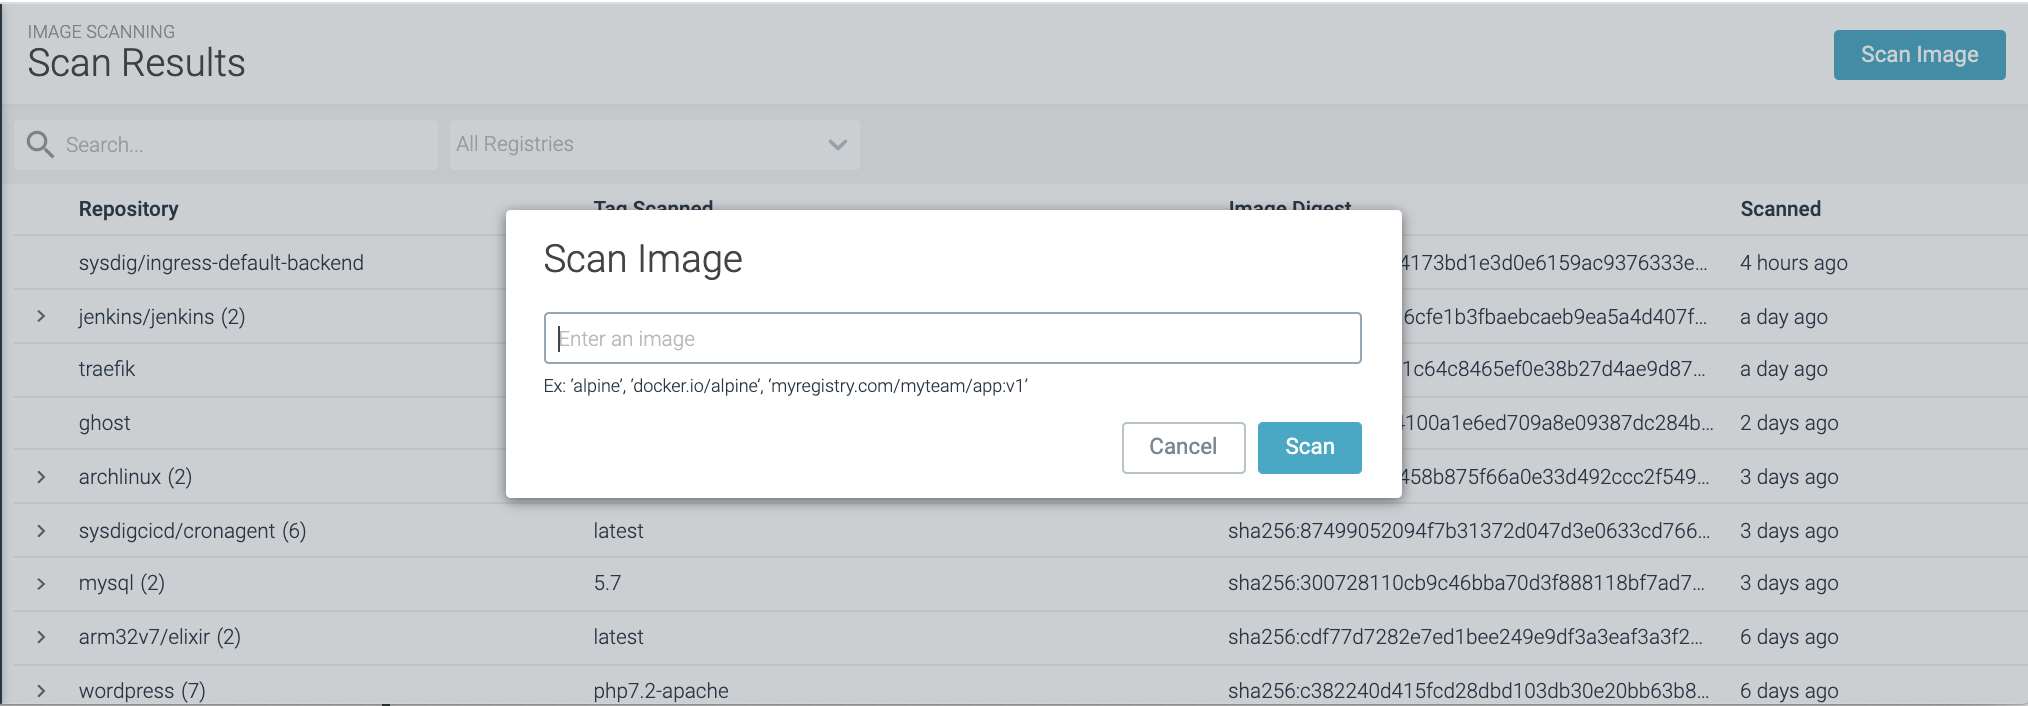 IMAGE SCANNING
Scan Results
Scan Image
Search...
All Registries
Repository Tag Scanned Image Digest Scanned
sysdig/ingress-default-backend 4173bd1e3d0e6159ac9376333e... 4 hours ago
jenkins/jenkins (2) 6cfe1b3fbaebcaeb9ea5a4d407f... a day ago
traefik 1c64c8465ef0e38b27d4ae9d87... a day ago
ghost 100a1e6ed709a8e09387dc284b... 2 days ago
archlinux (2) 458b875f66a0e33d492ccc2f549... 3 days ago
Scan Image
Enter an image
Ex: ‘alpine’, ‘docker.io/alpine’, ‘myregistry.com/myteam/app:v1’
Cancel Scan
sysdigcicd/cronagent (6) latest sha256:87499052094f7b31372d047d3e0633cd766... 3 days ago
mysql (2) 5.7 sha256:300728110cb9c46bba70d3f888118bf7ad7... 3 days ago
arm32v7/elixir (2) latest sha256:cdf77d7282e7ed1bee249e9df3a3eaf3a3f2... 6 days ago
wordpress (7) php7.2-apache sha256:c382240d415fcd28dbd103db30e20bb63b8... 6 days ago